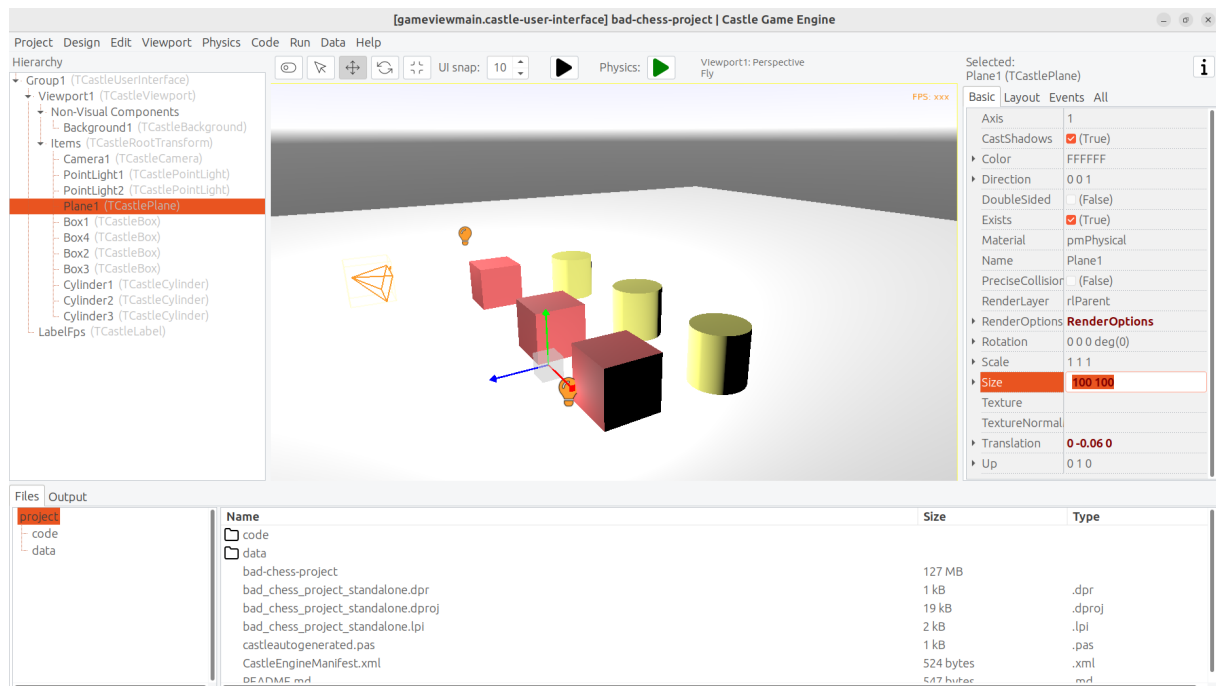 [gameviewmain.castle-user-interface] bad-chess-project | Castle Game Engine
Project Design Edit Viewport Physics Code Run Data Help
Hierarchy
Group1 (TCastleUserInterface)
Viewport1 (TCastleViewport)
Non-Visual Components
Background1 (TCastleBackground)
Items (TCastleRootTransform)
Camera1 (TCastleCamera)
PointLight1 (TCastlePointLight)
PointLight2 (TCastlePointLight)
Plane1 (TCastlePlane)
Box1 (TCastleBox)
Box4 (TCastleBox)
Box2 (TCastleBox)
Box3 (TCastleBox)
Cylinder1 (TCastleCylinder)
Cylinder2 (TCastleCylinder)
Cylinder3 (TCastleCylinder)
LabelFps (TCastleLabel)
UI snap: 10 Physics:
Viewport1: Perspective
Fly
FPS: xxx
Selected:
Plane1 (TCastlePlane)
i
Basic Layout Events All
Axis 1
CastShadows (True)
Color FFFFFF
Direction 0 0 1
DoubleSided (False)
Exists (True)
Material pmPhysical
Name Plane1
PreciseCollision (False)
RenderLayer rlParent
RenderOptions RenderOptions
Rotation 0 0 0 deg(0)
Scale 1 1 1
Size 100 100
Texture
TextureNormal
Translation 0 -0.06 0
Up 0 1 0
Files Output
project
code
data
Name Size Type
code
data
bad-chess-project 127 MB
bad_chess_project_standalone.dpr 1 kB .dpr
bad_chess_project_standalone.dproj 19 kB .dproj
bad_chess_project_standalone.lpi 2 kB .lpi
castleautogenerated.pas 1 kB .pas
CastleEngineManifest.xml 524 bytes .xml
README.md 547 bytes .md